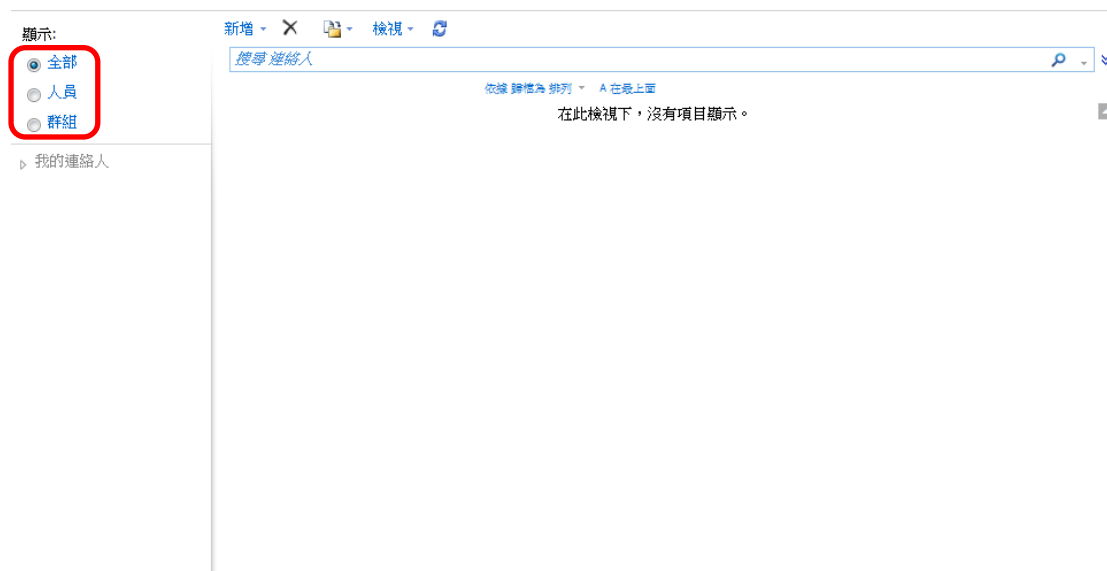 顯示:
全部
人員
群組
我的連絡人
新增 檢視
搜尋 連絡人
依據 歸檔為 排列 A 在最上面
在此檢視下，沒有項目顯示。